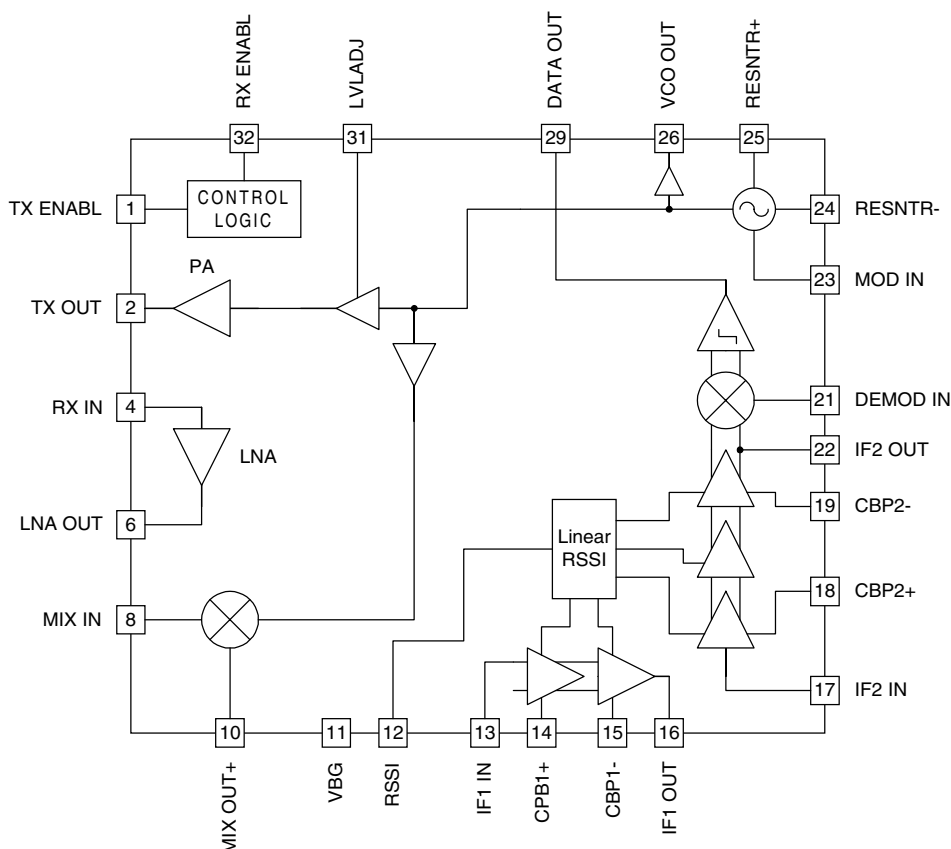 RX ENABL
LVLADJ
DATA OUT
VCO OUT
RESNTR+
32
31
29
26
25
TX ENABL
1
CONTROL
LOGIC
24
RESNTR-
PA
23
MOD IN
TX OUT
2
RX IN
4
21
DEMOD IN
LNA
22
IF2 OUT
LNA OUT
6
19
CBP2-
Linear
RSSI
MIX IN
8
18
CBP2+
17
IF2 IN
10
11
12
13
14
15
16
MIX OUT+
VBG
RSSI
IF1 IN
CPB1+
CBP1-
IF1 OUT